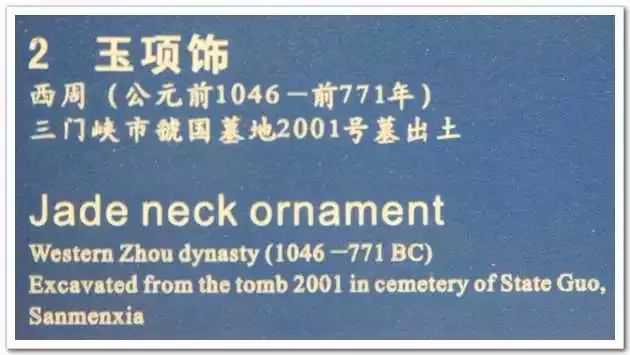 2 玉项饰
西周（公元前1046－前771年）
三门峡市虢国墓地2001号墓出土
Jade neck ornament
Western Zhou dynasty (1046－771 BC)
Excavated from the tomb 2001 in cemetery of State Guo,
Sanmenxia